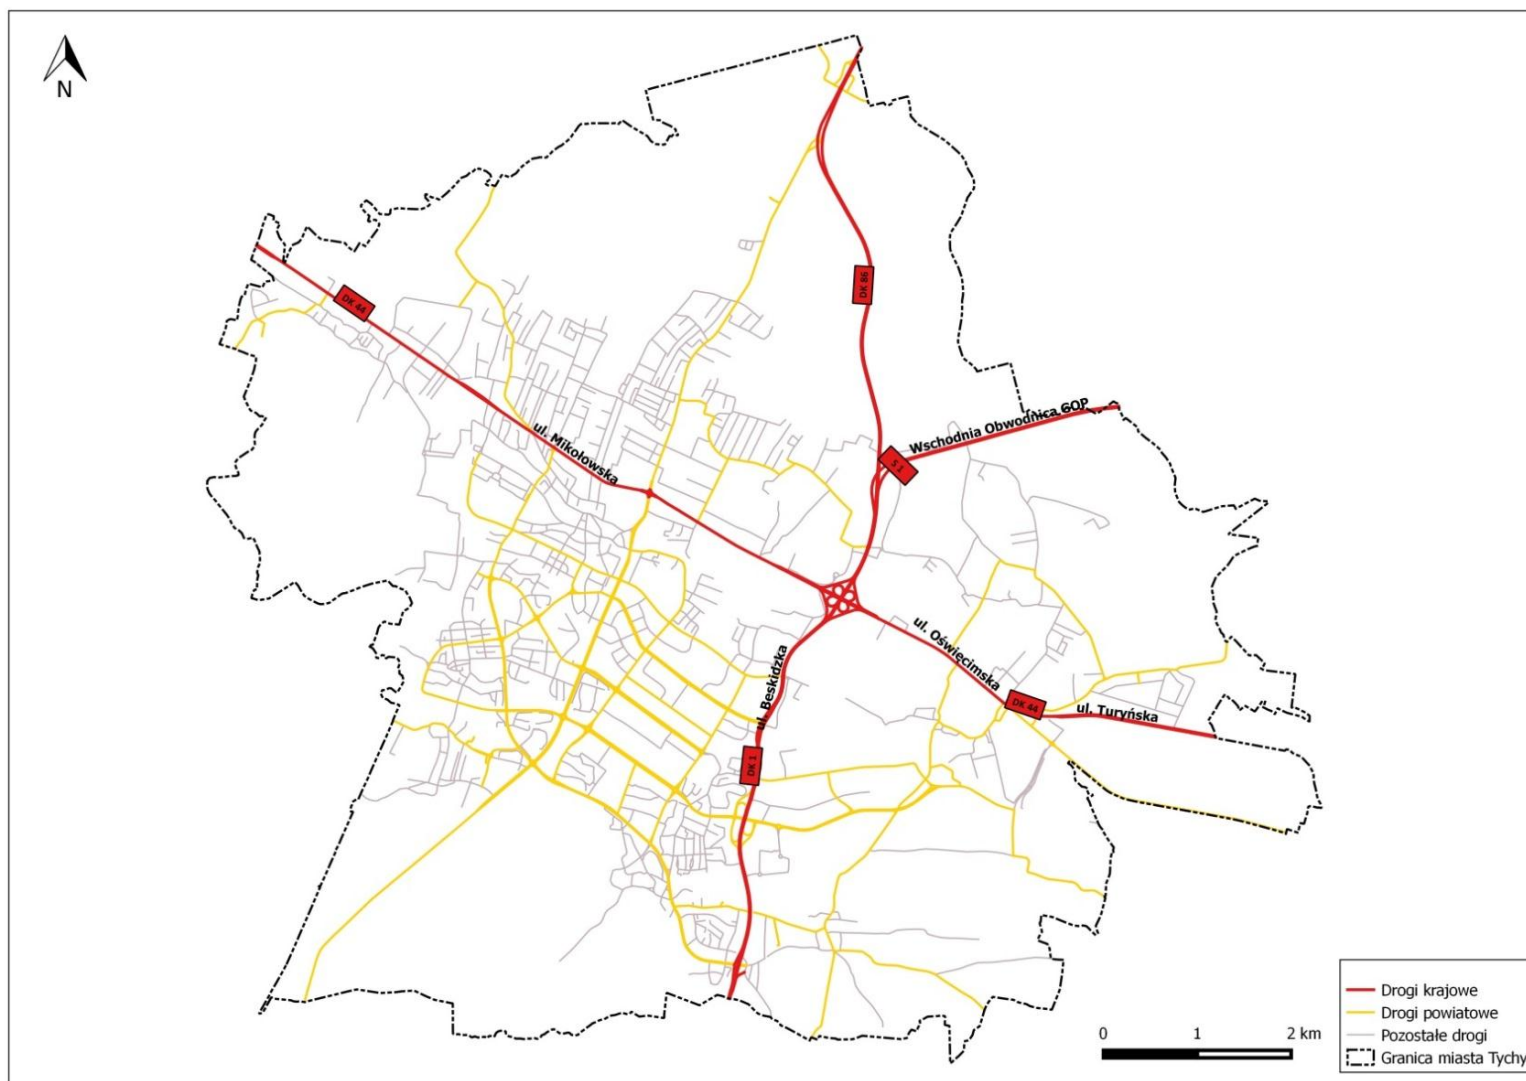 N
DK 44
DK 86
Wschodnia Obwodnica GOP
S 1
ul. Mikołowska
ul. Oświęcimska
ul. Beskidzka
DK 44
ul. Turyńska
DK 1
0 1 2 km
Drogi krajowe
Drogi powiatowe
Pozostałe drogi
Granica miasta Tychy